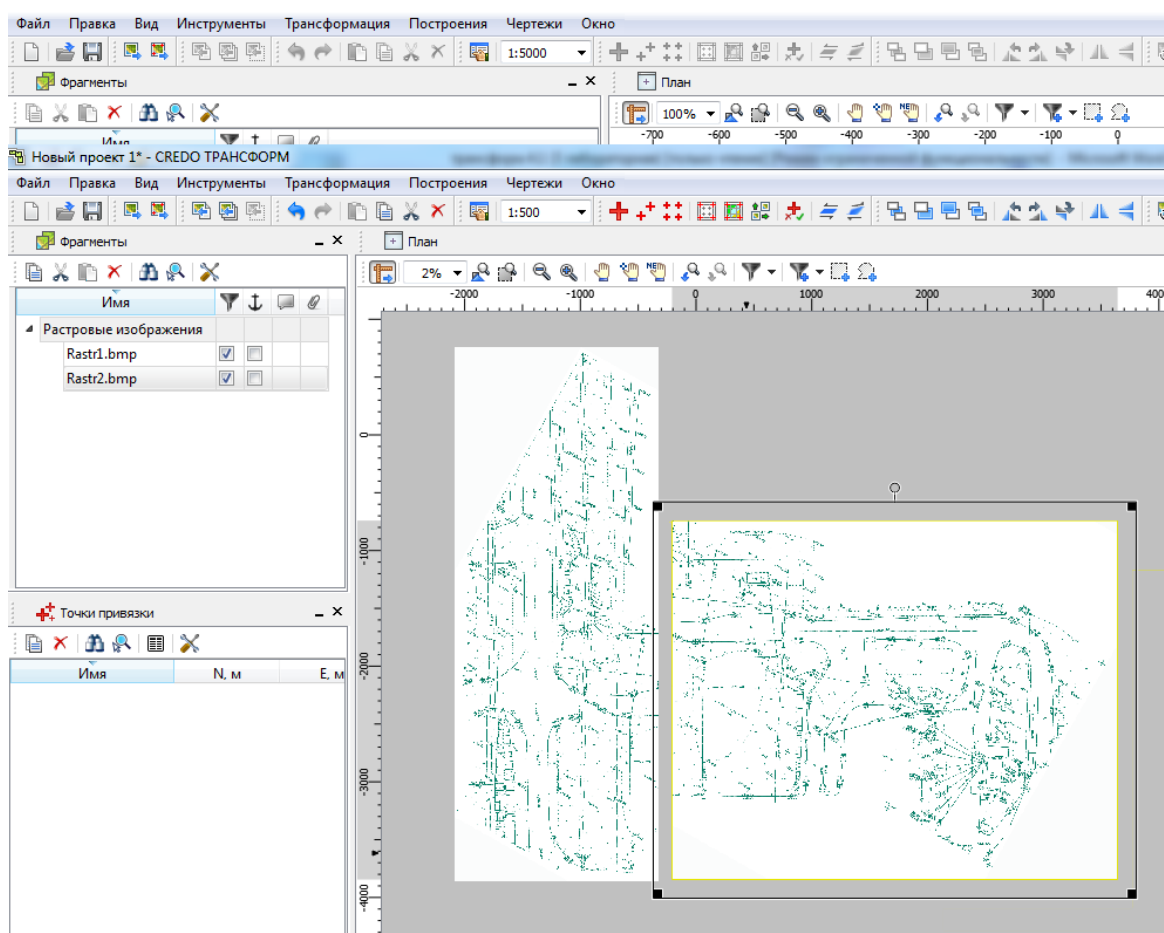 Файл Правка Вид Инструменты Трансформация Построения Чертежи Окно
1:5000
Фрагменты
План
100%
Имя
-700 -600 -500 -400 -300 -200 -100 0
Новый проект 1* - CREDO ТРАНСФОРМ
Файл Правка Вид Инструменты Трансформация Построения Чертежи Окно
1:500
Фрагменты
План
2%
Имя
-2000 -1000 0 1000 2000 3000 400
Растровые изображения
Rastr1.bmp
Rastr2.bmp
0
-1000
-2000
-3000
-4000
Точки привязки
Имя N, м E, м